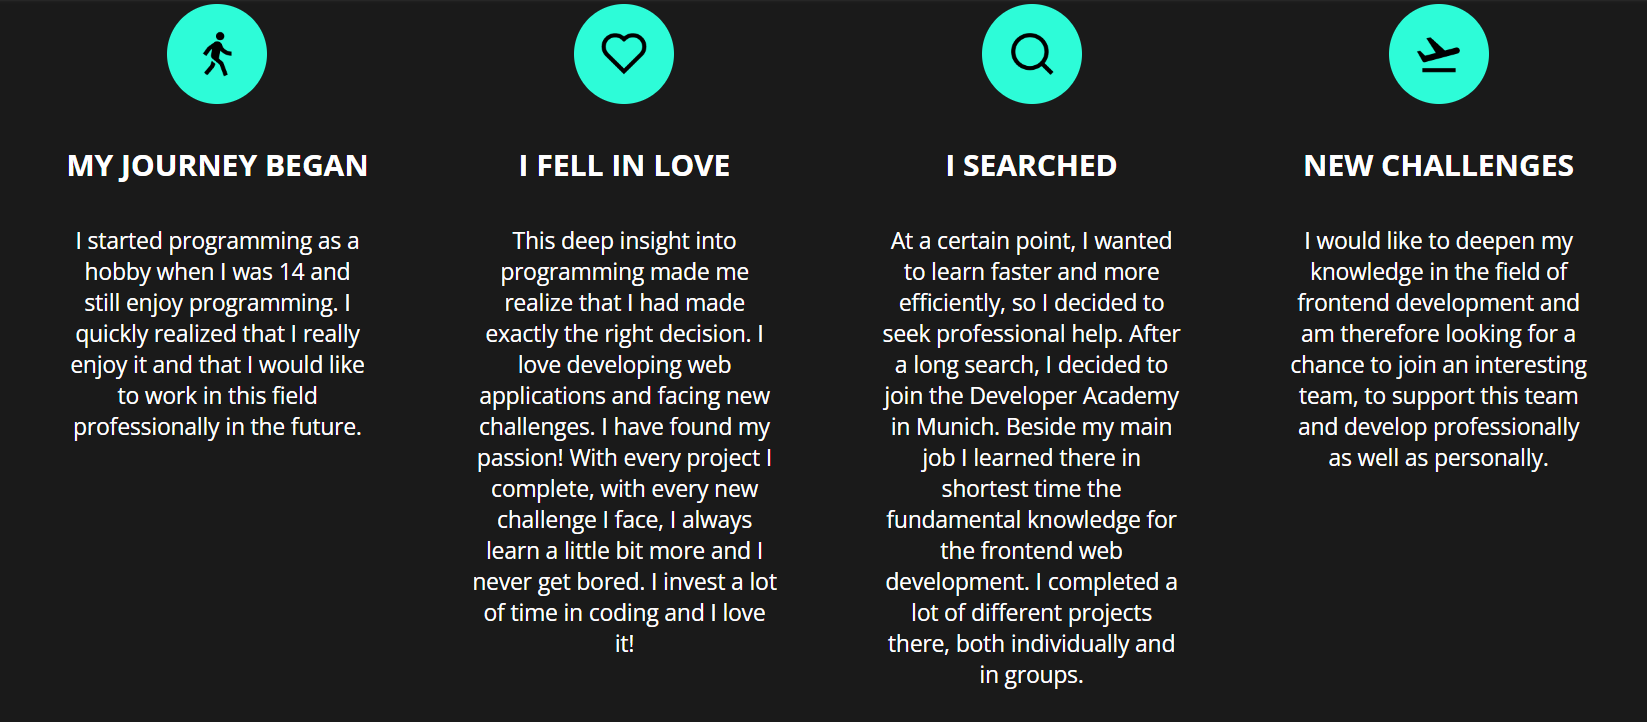 MY JOURNEY BEGAN
I started programming as a
hobby when I was 14 and
still enjoy programming. I
quickly realized that I really
enjoy it and that I would like
to work in this field
professionally in the future.
I FELL IN LOVE
This deep insight into
programming made me
realize that I had made
exactly the right decision. I
love developing web
applications and facing new
challenges. I have found my
passion! With every project I
complete, with every new
challenge I face, I always
learn a little bit more and I
never get bored. I invest a lot
of time in coding and I love
it!
I SEARCHED
At a certain point, I wanted
to learn faster and more
efficiently, so I decided to
seek professional help. After
a long search, I decided to
join the Developer Academy
in Munich. Beside my main
job I learned there in
shortest time the
fundamental knowledge for
the frontend web
development. I completed a
lot of different projects
there, both individually and
in groups.
NEW CHALLENGES
I would like to deepen my
knowledge in the field of
frontend development and
am therefore looking for a
chance to join an interesting
team, to support this team
and develop professionally
as well as personally.